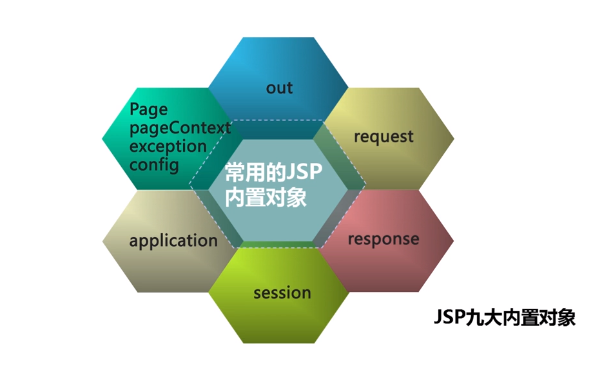 out
Page
pageContext
exception
config
request
常用的JSP
内置对象
application
response
session
JSP九大内置对象